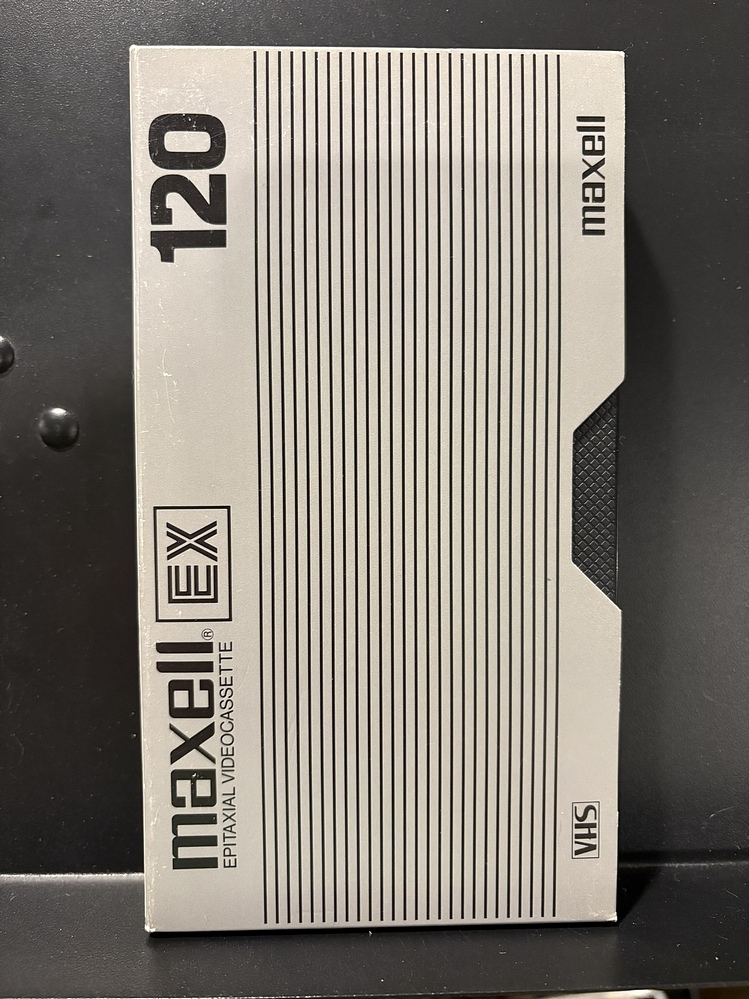 maxell® EX 120
EPITAXIAL VIDEOCASSETTE
VHS maxell